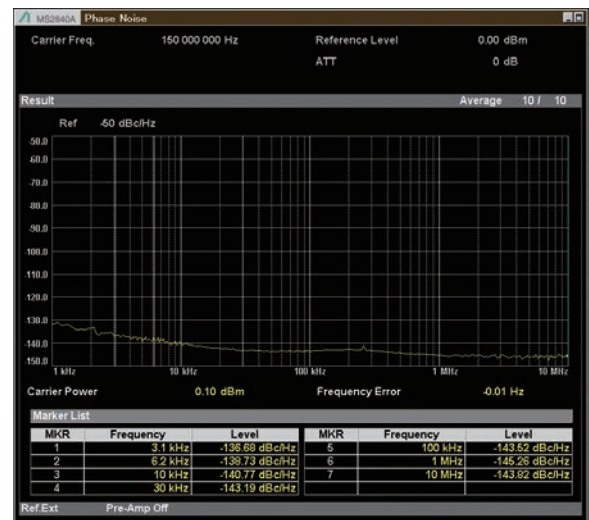 MS2840A Phase Noise
Carrier Freq. 150 000 000 Hz Reference Level 0.00 dBm
ATT 0 dB
Result Average 10 / 10
Ref -50 dBc/Hz
-50.0
-60.0
-70.0
-80.0
-90.0
-100.0
-110.0
-120.0
-130.0
-140.0
-150.0
1 kHz 10 kHz 100 kHz 1 MHz 10 MHz
Carrier Power 0.10 dBm Frequency Error -0.01 Hz
Marker List
MKR Frequency Level MKR Frequency Level
1 3.1 kHz -136.68 dBc/Hz 5 100 kHz -143.52 dBc/Hz
2 6.2 kHz -138.73 dBc/Hz 6 1 MHz -145.26 dBc/Hz
3 10 kHz -140.77 dBc/Hz 7 10 MHz -143.82 dBc/Hz
4 30 kHz -143.19 dBc/Hz
Ref.Ext Pre-Amp Off